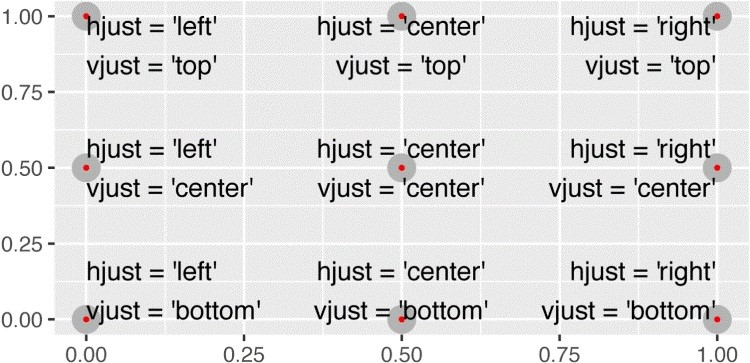 1.00
hjust = 'left' hjust = 'center' hjust = 'right'
vjust = 'top' vjust = 'top' vjust = 'top'
0.75
hjust = 'left' hjust = 'center' hjust = 'right'
0.50
vjust = 'center' vjust = 'center' vjust = 'center'
0.25
hjust = 'left' hjust = 'center' hjust = 'right'
vjust = 'bottom' vjust = 'bottom' vjust = 'bottom'
0.00
0.00 0.25 0.50 0.75 1.00